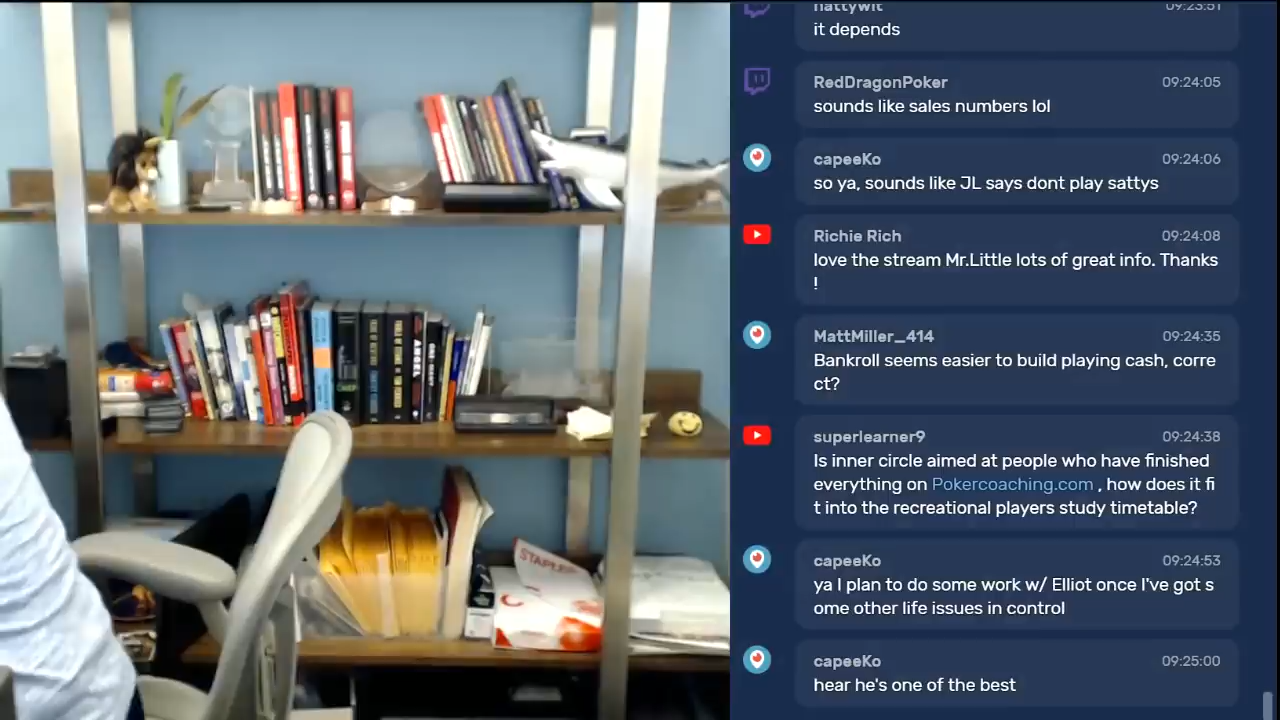 nattywit
09:23:51
it depends
RedDragonPoker
09:24:05
sounds like sales numbers lol
capeeKo
09:24:06
so ya, sounds like JL says dont play sattys
Richie Rich
09:24:08
love the stream Mr.Little lots of great info. Thanks
!
MattMiller_414
09:24:35
Bankroll seems easier to build playing cash, corre
ct?
superlearner9
09:24:38
Is inner circle aimed at people who have finished
everything on Pokercoaching.com , how does it fi
t into the recreational players study timetable?
capeeKo
09:24:53
ya I plan to do some work w/ Elliot once I've got s
ome other life issues in control
capeeKo
09:25:00
hear he's one of the best
STAPLES
ANGEL